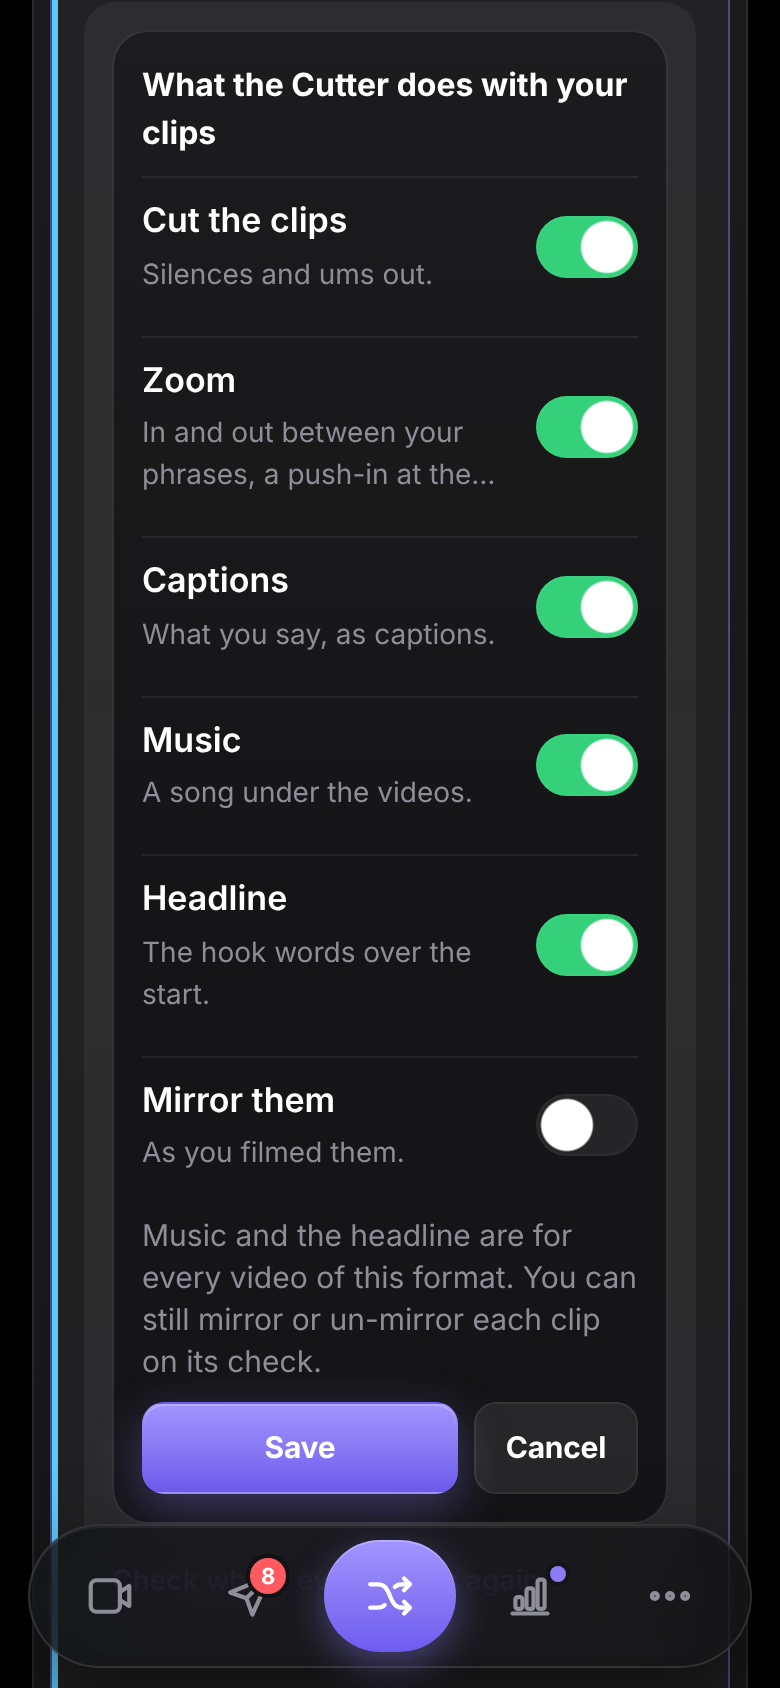 What the Cutter does with your
clips
Cut the clips
Silences and ums out.
Zoom
In and out between your
phrases, a push-in at the...
Captions
What you say, as captions.
Music
A song under the videos.
Headline
The hook words over the
start.
Mirror them
As you filmed them.
Music and the headline are for
every video of this format. You can
still mirror or un-mirror each clip
on its check.
Save
Cancel
Check
again
8